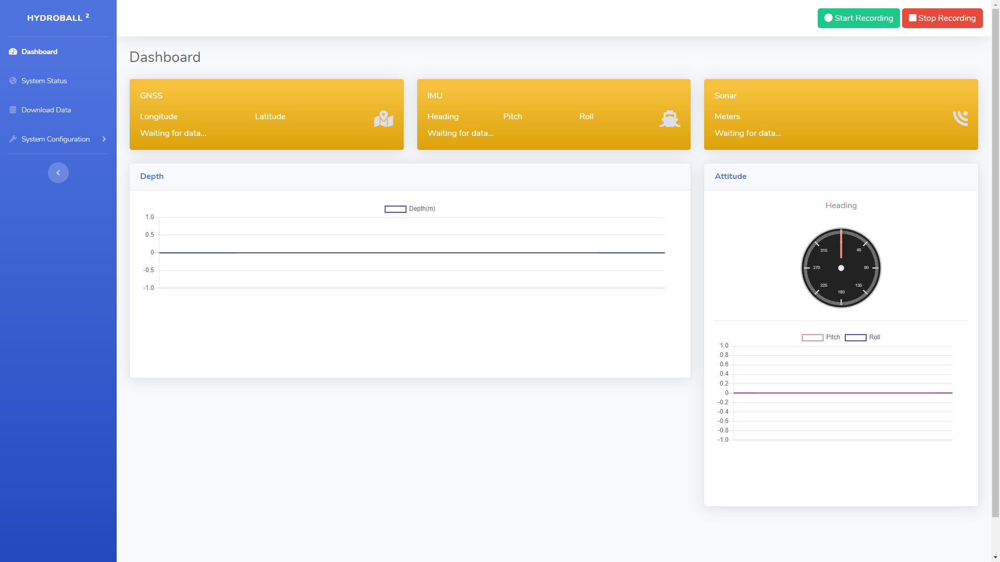 HYDROBALL 2
Start Recording
Stop Recording
Dashboard
System Status
Download Data
System Configuration
Dashboard
GNSS
Longitude Latitude
Waiting for data...
IMU
Heading Pitch Roll
Waiting for data...
Sonar
Meters
Waiting for data...
Depth
Depth(m)
1.0
0.5
0
-0.5
-1.0
Attitude
Heading
315 45
270 90
225 135
180
Pitch Roll
1.0
0.8
0.6
0.4
0.2
0
-0.2
-0.4
-0.6
-0.8
-1.0